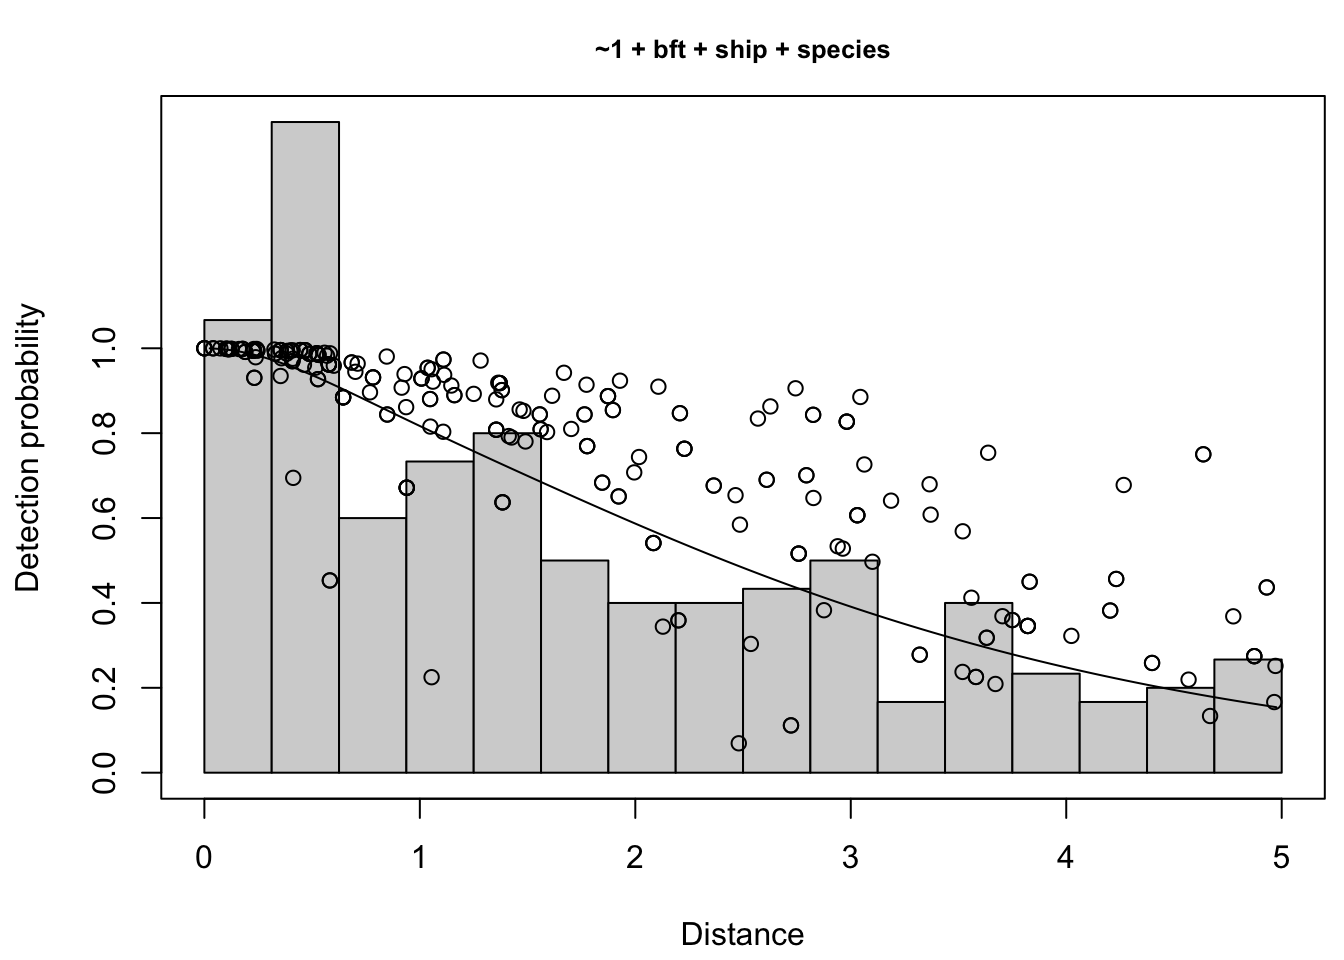 ~1 + bft + ship + species
Detection probability
1.0
0.8
0.6
0.4
0.2
0.0
0 1 2 3 4 5
Distance